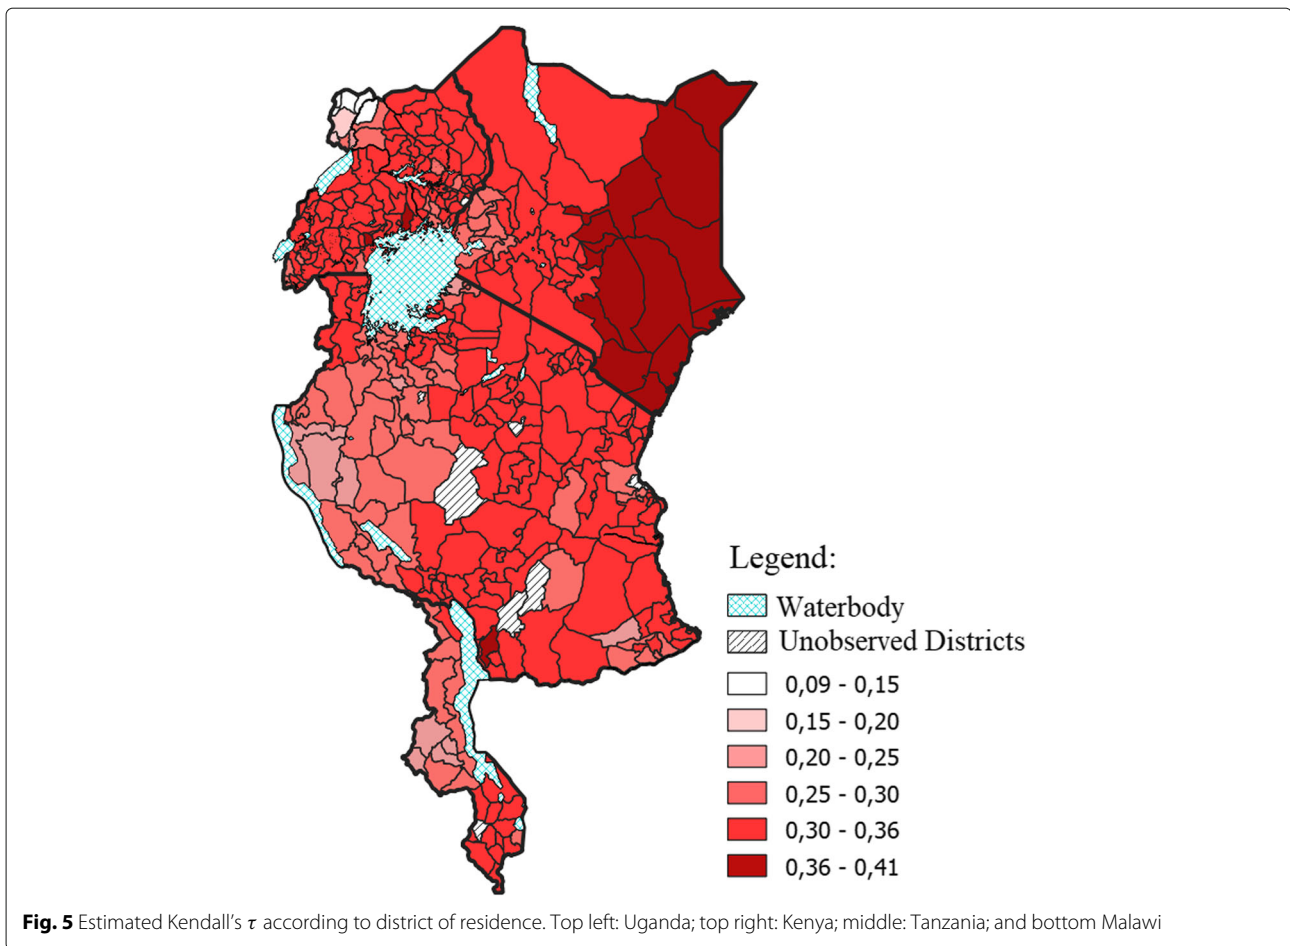 Legend:
Waterbody
Unobserved Districts
0,09 - 0,15
0,15 - 0,20
0,20 - 0,25
0,25 - 0,30
0,30 - 0,36
0,36 - 0,41
Fig. 5 Estimated Kendall's τ according to district of residence. Top left: Uganda; top right: Kenya; middle: Tanzania; and bottom Malawi